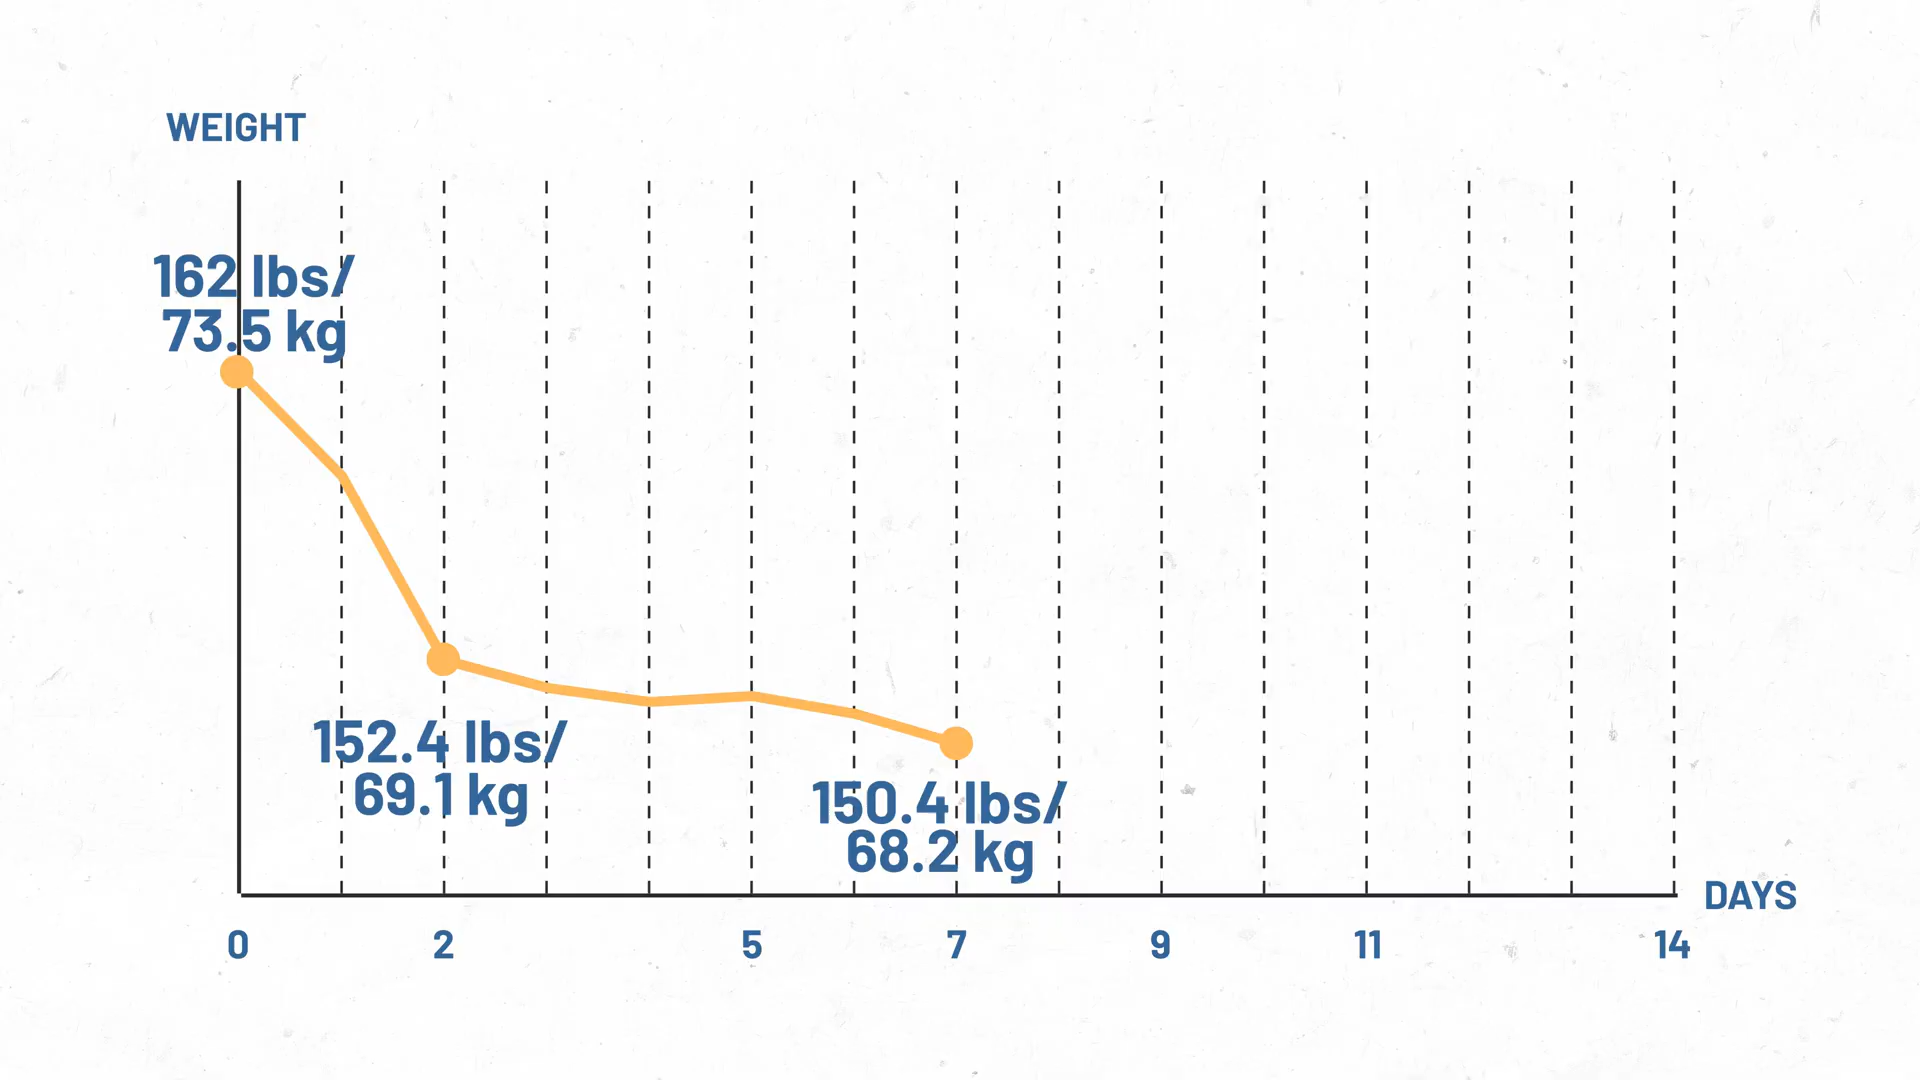 WEIGHT
162 lbs/
73.5 kg
152.4 lbs/
69.1 kg
150.4 lbs/
68.2 kg
DAYS
0 2 5 7 9 11 14